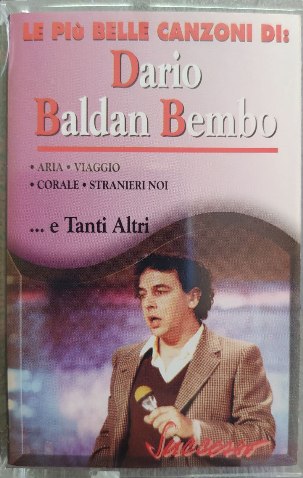 LE PIÙ BELLE CANZONI DI:
Dario
Baldan Bembo
• ARIA • VIAGGIO
• CORALE • STRANIERI NOI
... e Tanti Altri
Successo